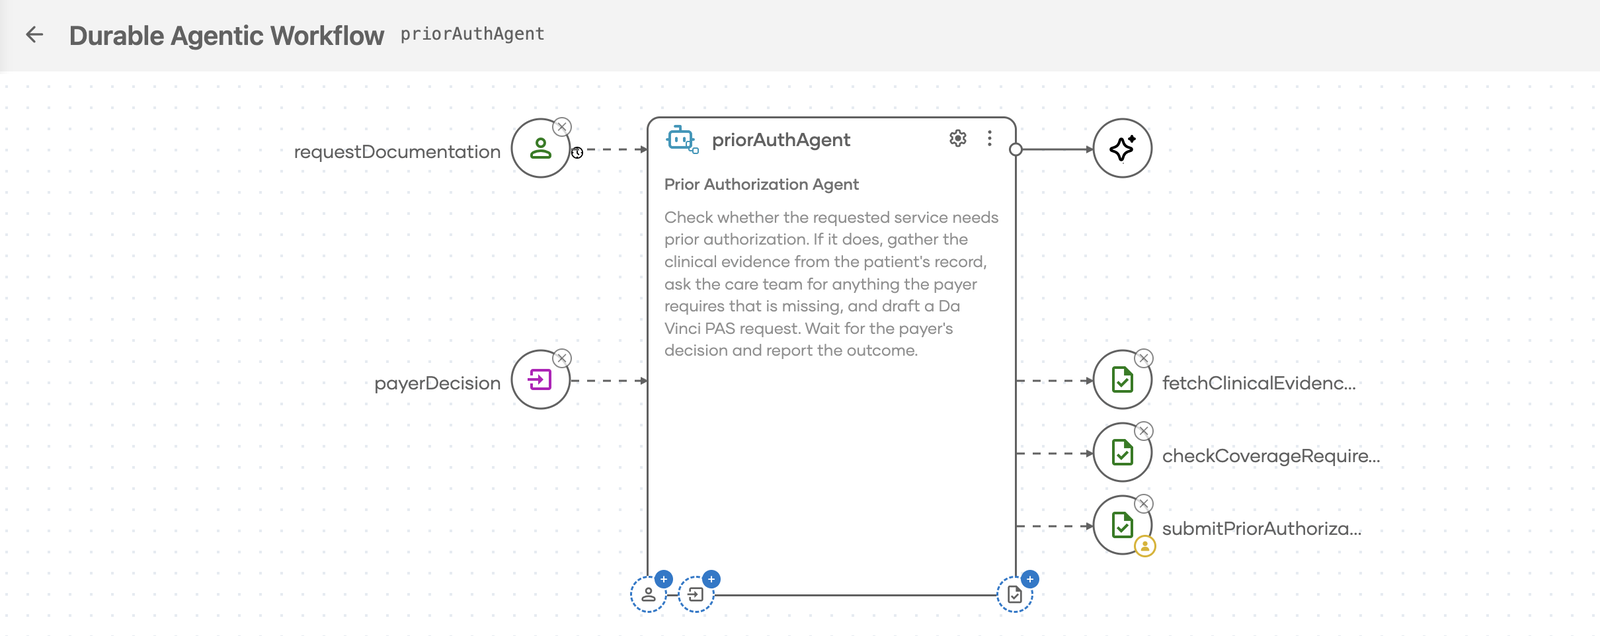 Durable Agentic Workflow priorAuthAgent
requestDocumentation
priorAuthAgent
Prior Authorization Agent
Check whether the requested service needs
prior authorization. If it does, gather the
clinical evidence from the patient's record,
ask the care team for anything the payer
requires that is missing, and draft a Da
Vinci PAS request. Wait for the payer's
decision and report the outcome.
payerDecision
fetchClinicalEvidenc...
checkCoverageRequire...
submitPriorAuthoriza...